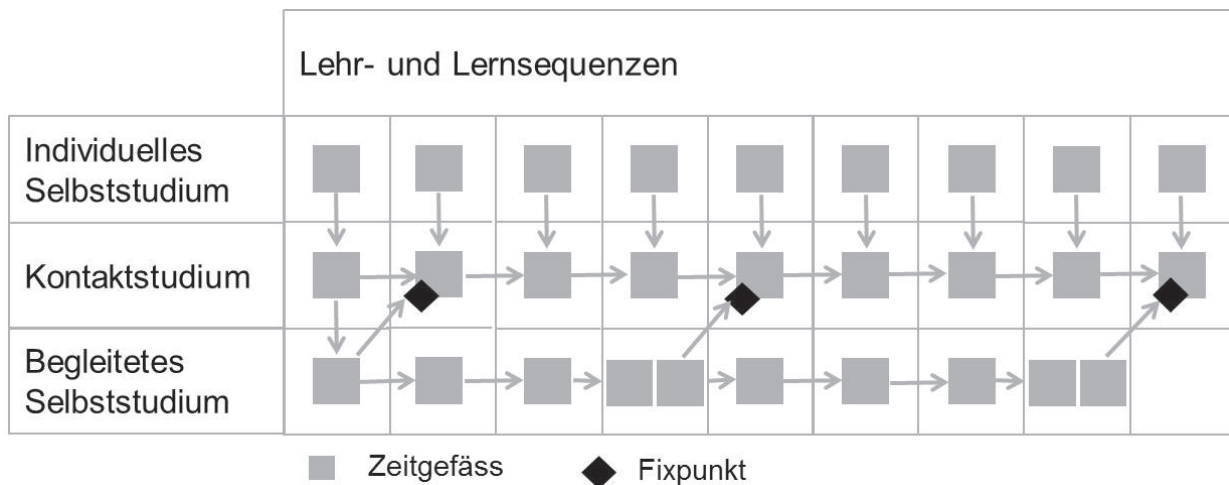 Lehr- und Lernsequenzen
Individuelles
Selbststudium
Kontaktstudium
Begleitetes
Selbststudium
Zeitgefäss
Fixpunkt